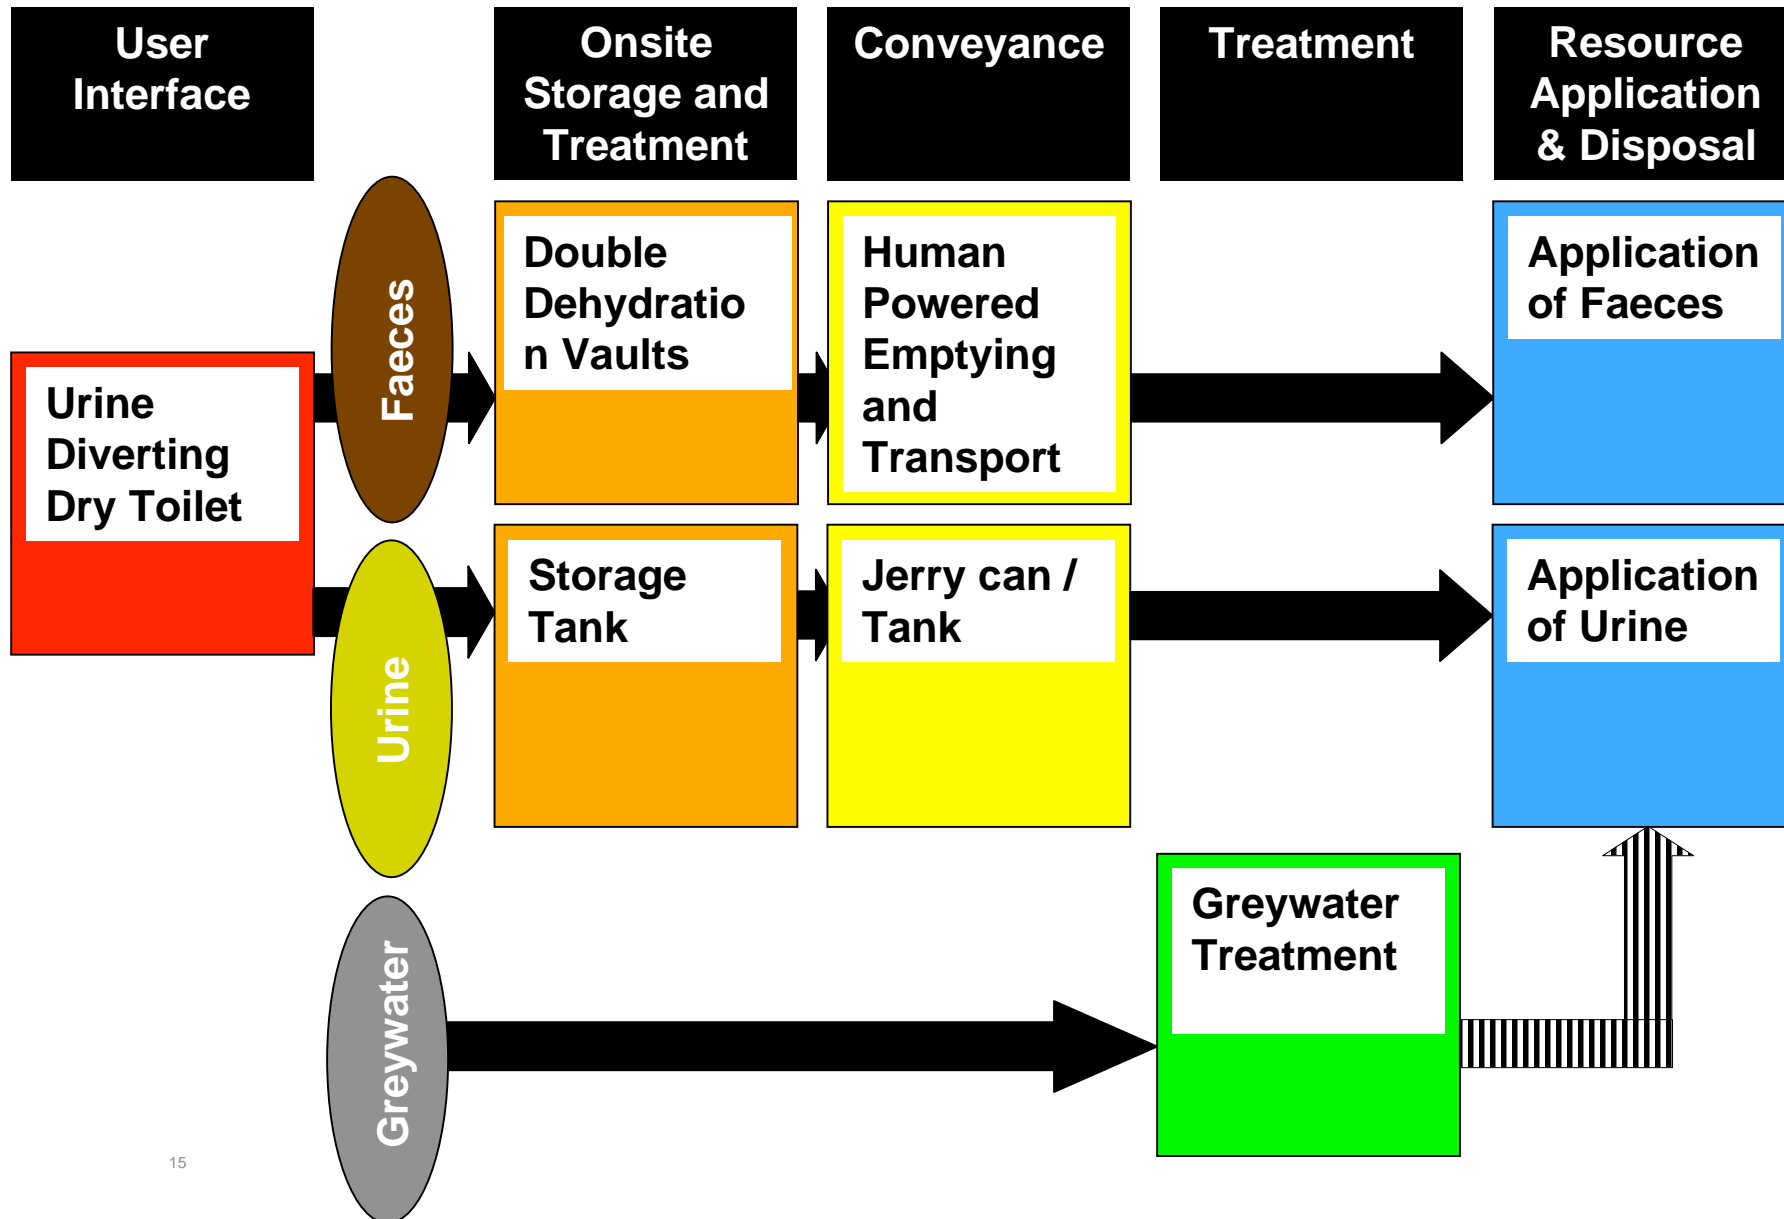 User
Interface
Onsite
Storage and
Treatment
Conveyance
Treatment
Resource
Application
& Disposal
Urine
Diverting
Dry Toilet
Faeces
Double
Dehydratio
n Vaults
Human
Powered
Emptying
and
Transport
Application
of Faeces
Urine
Storage
Tank
Jerry can /
Tank
Application
of Urine
Greywater
Greywater
Treatment
15